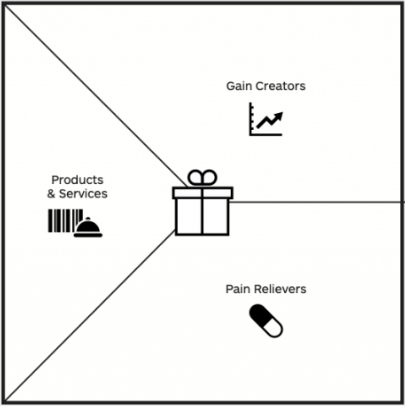 Gain Creators
Products
& Services
Pain Relievers